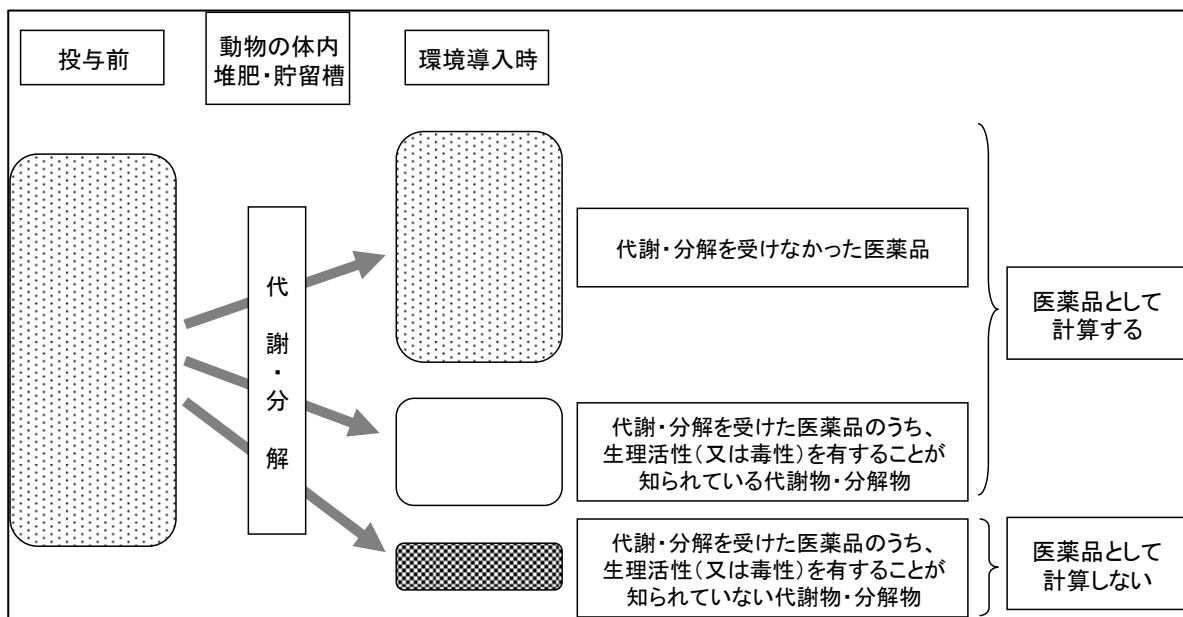 投与前
動物の体内
堆肥・貯留槽
環境導入時
代謝・分解
代謝・分解を受けなかった医薬品
医薬品として
計算する
代謝・分解を受けた医薬品のうち、
生理活性(又は毒性)を有することが
知られている代謝物・分解物
代謝・分解を受けた医薬品のうち、
生理活性(又は毒性)を有することが
知られていない代謝物・分解物
医薬品として
計算しない